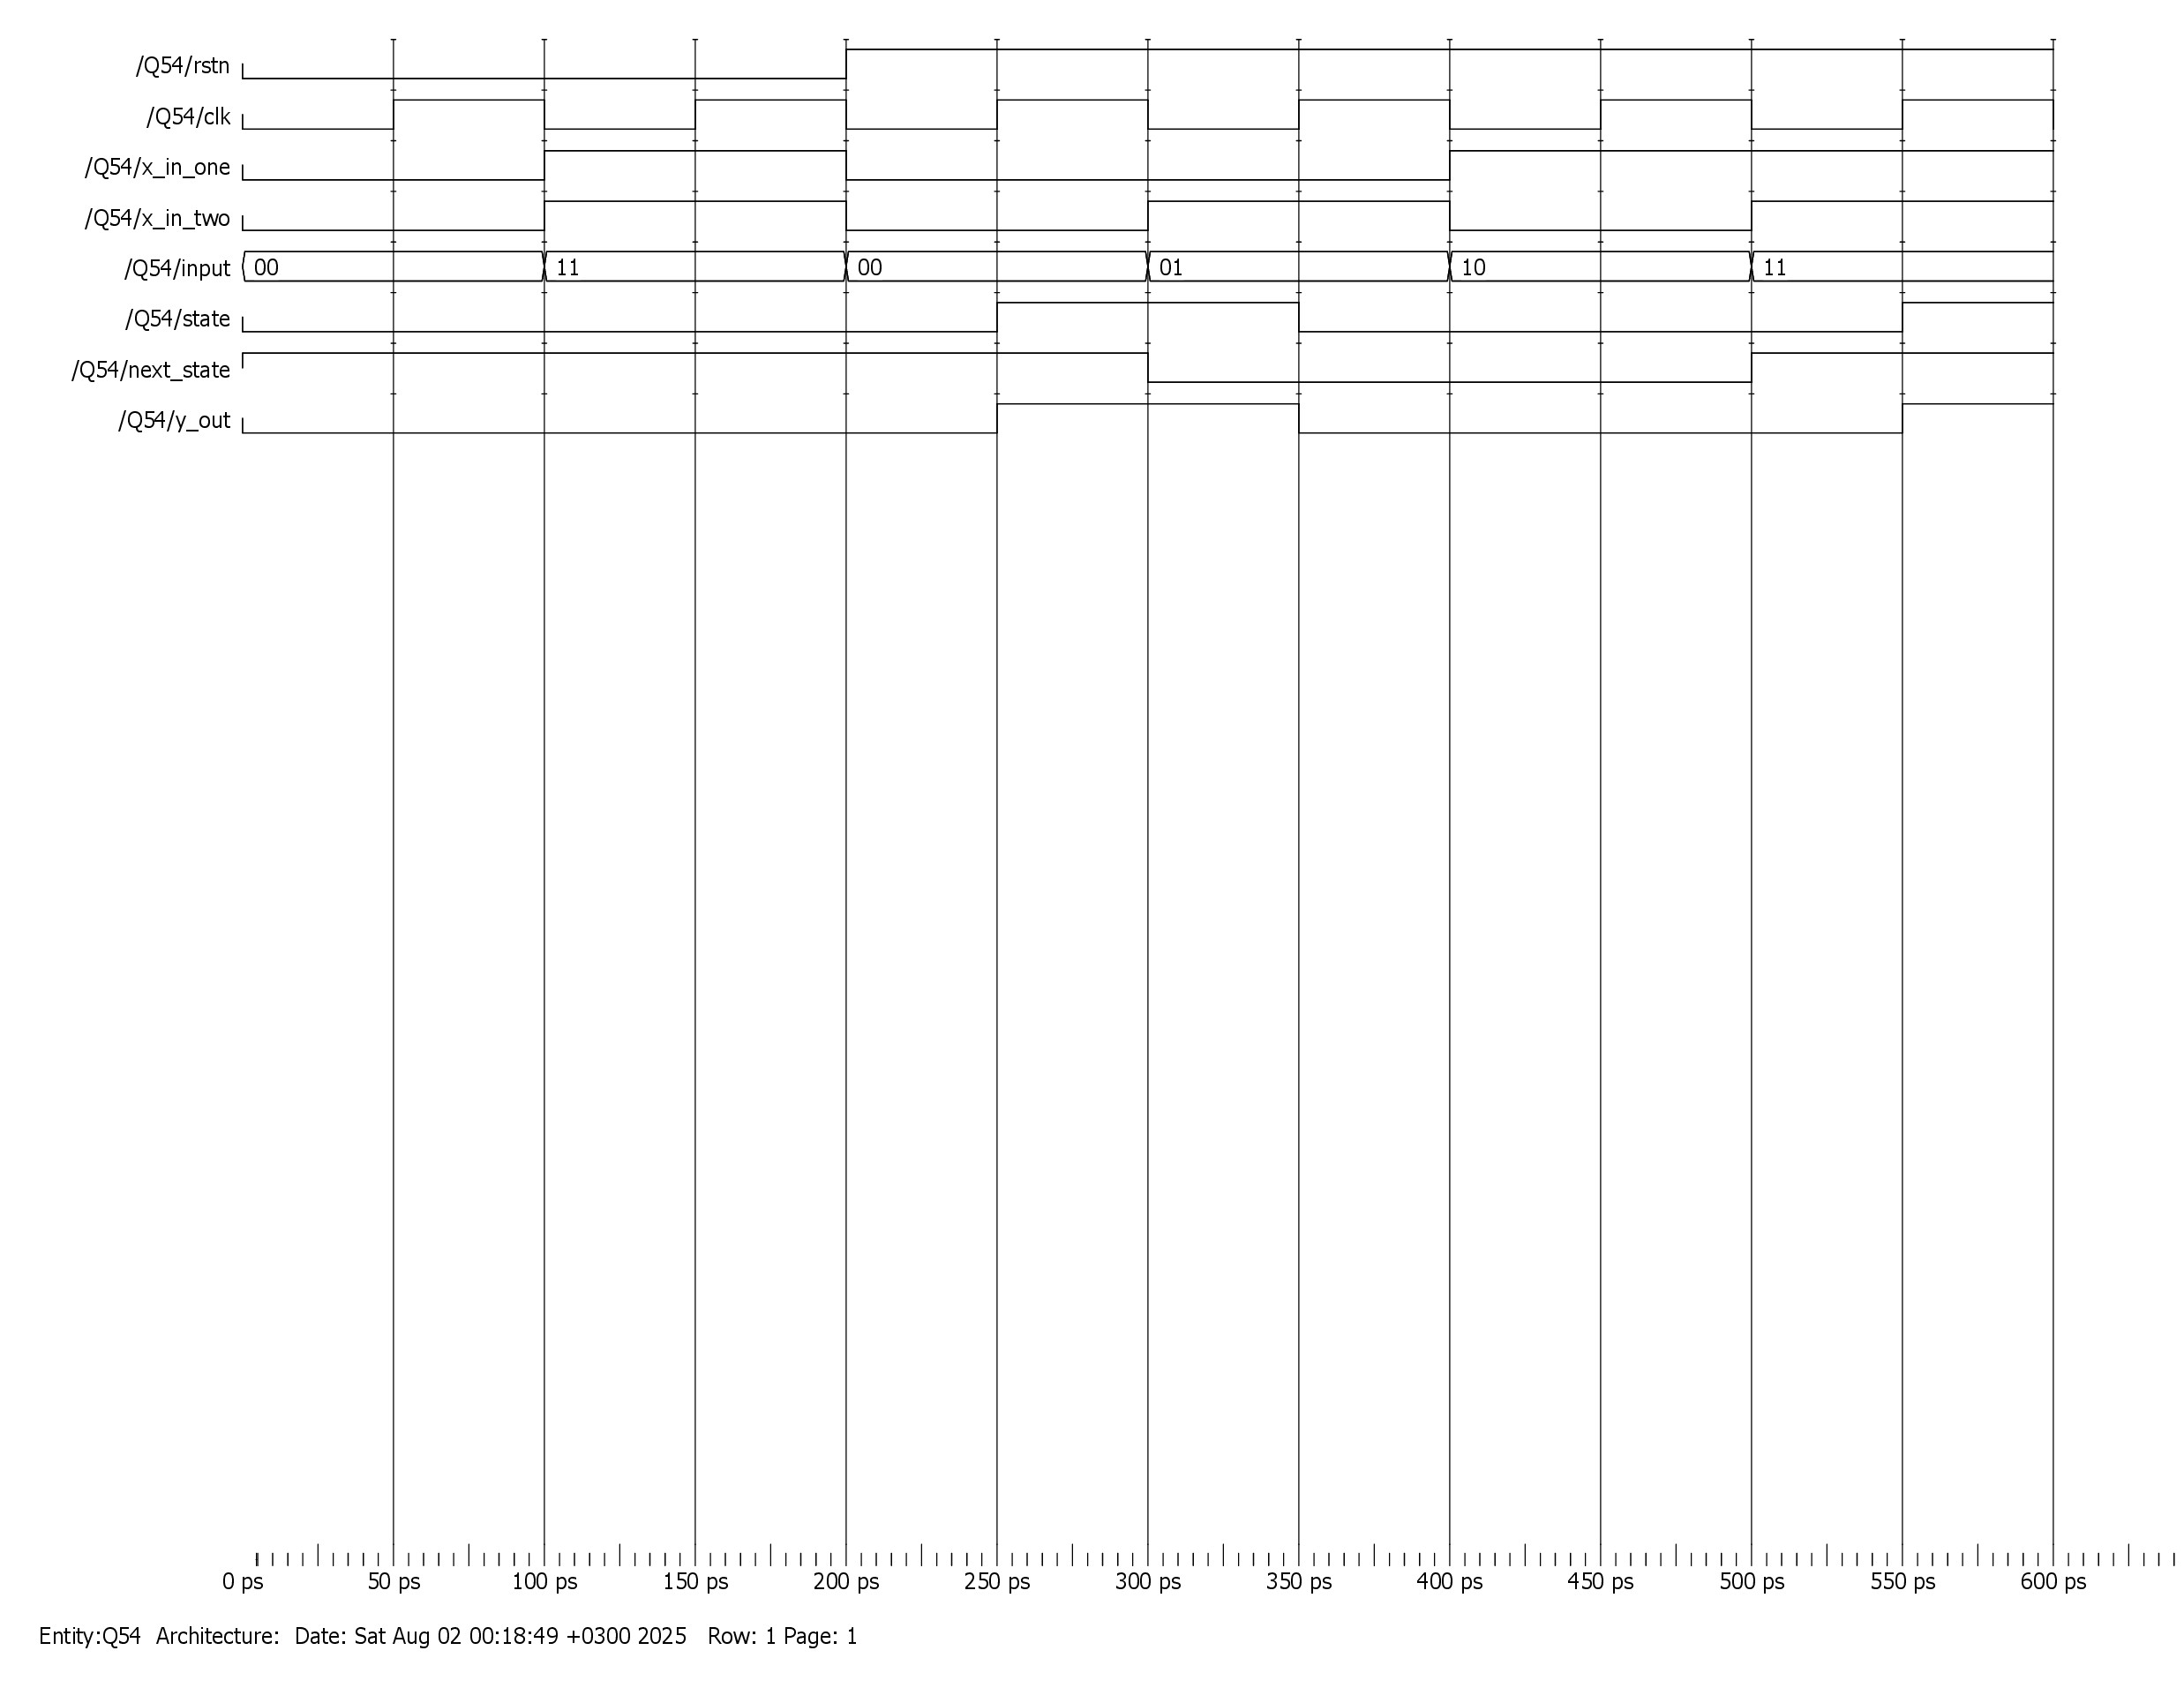 /Q54/rstn
/Q54/clk
/Q54/x_in_one
/Q54/x_in_two
/Q54/input 00 11 00 01 10 11
/Q54/state
/Q54/next_state
/Q54/y_out
0 ps 50 ps 100 ps 150 ps 200 ps 250 ps 300 ps 350 ps 400 ps 450 ps 500 ps 550 ps 600 ps
Entity:Q54 Architecture: Date: Sat Aug 02 00:18:49 +0300 2025 Row: 1 Page: 1